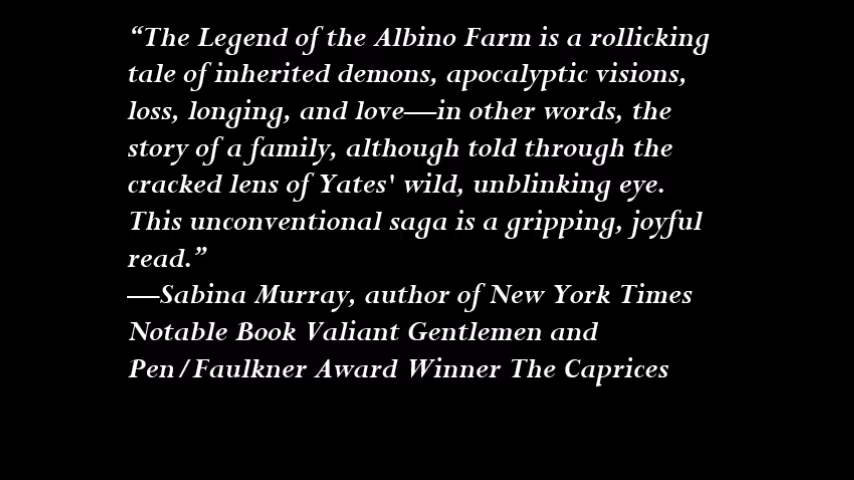 “The Legend of the Albino Farm is a rollicking
tale of inherited demons, apocalyptic visions,
loss, longing, and love—in other words, the
story of a family, although told through the
cracked lens of Yates' wild, unblinking eye.
This unconventional saga is a gripping, joyful
read.”
—Sabina Murray, author of New York Times
Notable Book Valiant Gentlemen and
Pen/Faulkner Award Winner The Caprices